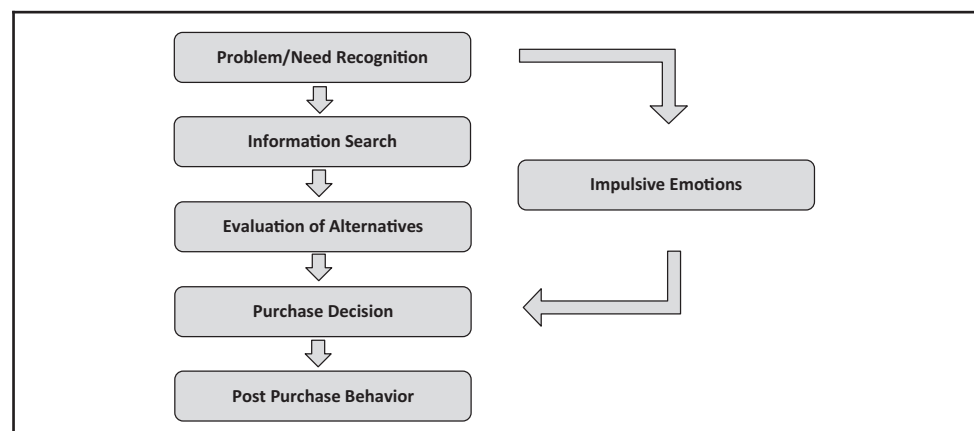 Problem/Need Recognition
Information Search
Impulsive Emotions
Evaluation of Alternatives
Purchase Decision
Post Purchase Behavior